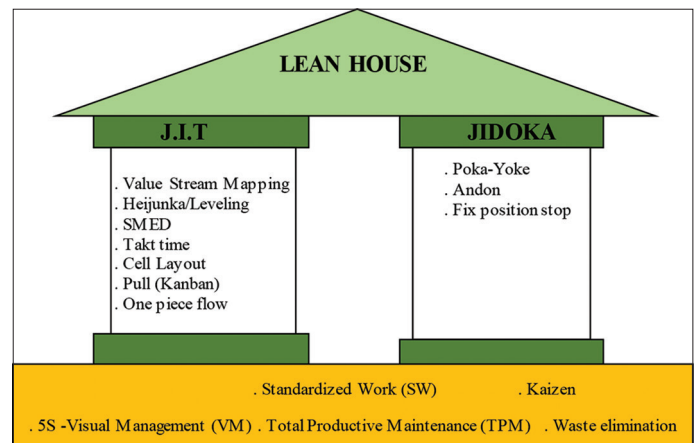 LEAN HOUSE
J.I.T
. Value Stream Mapping
. Heijunka/Leveling
. SMED
. Takt time
. Cell Layout
. Pull (Kanban)
. One piece flow
JIDOKA
. Poka-Yoke
. Andon
. Fix position stop
. Standardized Work (SW) . Kaizen
. 5S -Visual Management (VM) . Total Productive Maintenance (TPM) . Waste elimination